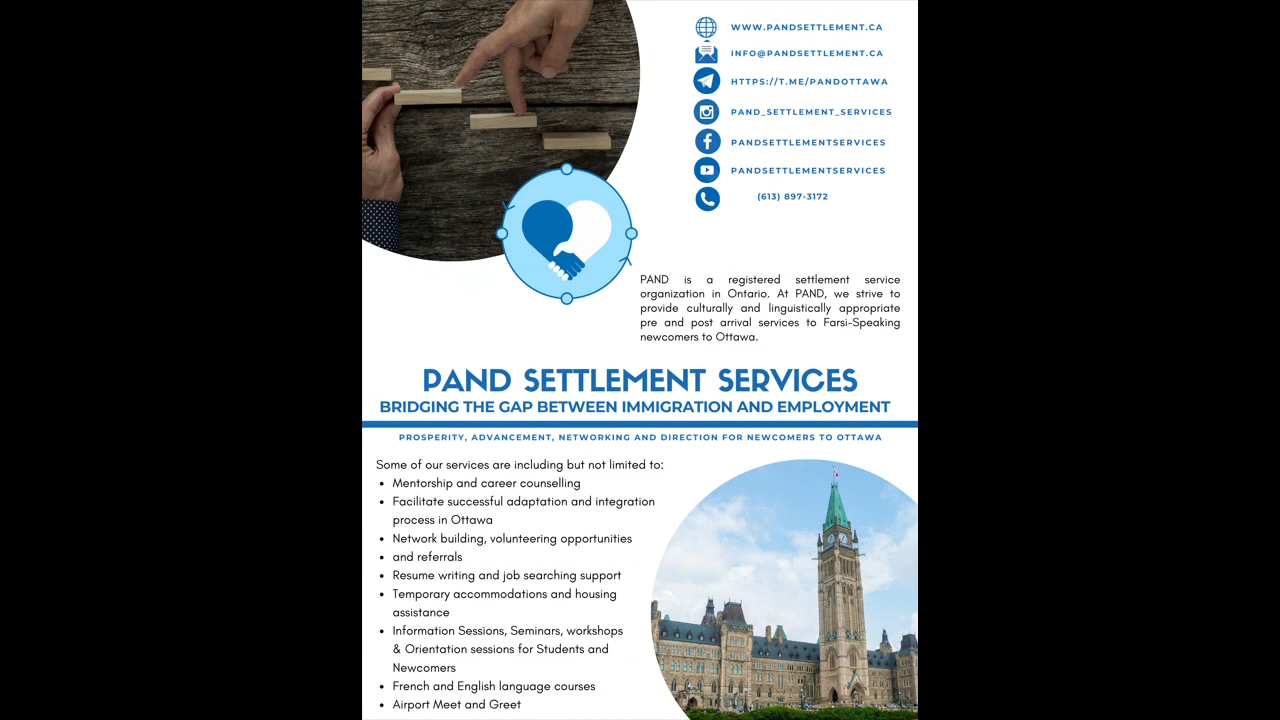 WWW.PANDSETTLEMENT.CA
INFO@PANDSETTLEMENT.CA
HTTPS://T.ME/PANDOTTAWA
PAND_SETTLEMENT_SERVICES
PANDSETTLEMENTSERVICES
PANDSETTLEMENTSERVICES
(613) 897-3172
PAND is a registered settlement service
organization in Ontario. At PAND, we strive to
provide culturally and linguistically appropriate
pre and post arrival services to Farsi-Speaking
newcomers to Ottawa.
PAND SETTLEMENT SERVICES
BRIDGING THE GAP BETWEEN IMMIGRATION AND EMPLOYMENT
PROSPERITY, ADVANCEMENT, NETWORKING AND DIRECTION FOR NEWCOMERS TO OTTAWA
Some of our services are including but not limited to:
• Mentorship and career counselling
• Facilitate successful adaptation and integration
process in Ottawa
• Network building, volunteering opportunities
• and referrals
• Resume writing and job searching support
• Temporary accommodations and housing
assistance
• Information Sessions, Seminars, workshops
& Orientation sessions for Students and
Newcomers
• French and English language courses
• Airport Meet and Greet